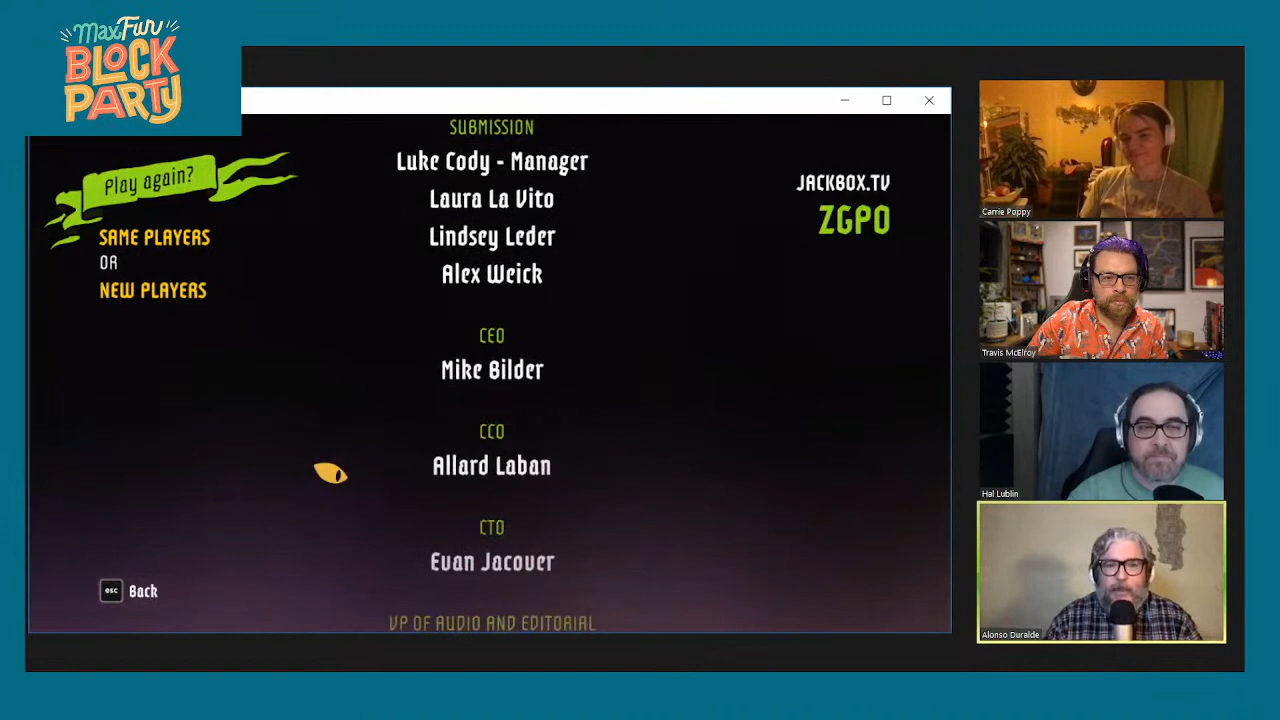 MaxFun
BLOCK
PARTY
Play again?
SAME PLAYERS
OR
NEW PLAYERS
esc Back
SUBMISSION
Luke Cody - Manager
Laura La Vito
Lindsey Leder
Alex Weick
CEO
Mike Bilder
CCO
Allard Laban
CTO
Evan Jacover
VP OF AUDIO AND EDITORIAL
JACKBOX.TV
ZGPO
Carrie Poppy
Travis McElroy
Hal Lublin
Alonso Duralde